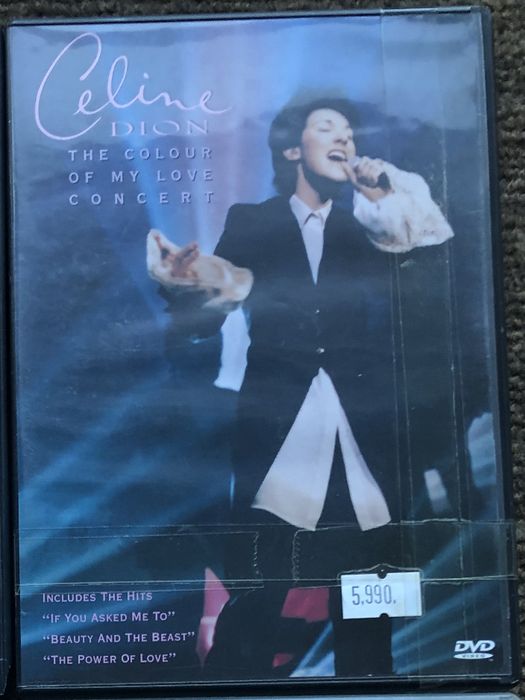 Celine
DION
THE COLOUR
OF MY LOVE
CONCERT
INCLUDES THE HITS
"IF YOU ASKED ME TO"
"BEAUTY AND THE BEAST"
"THE POWER OF LOVE"
5,990.
DVD
VIDEO